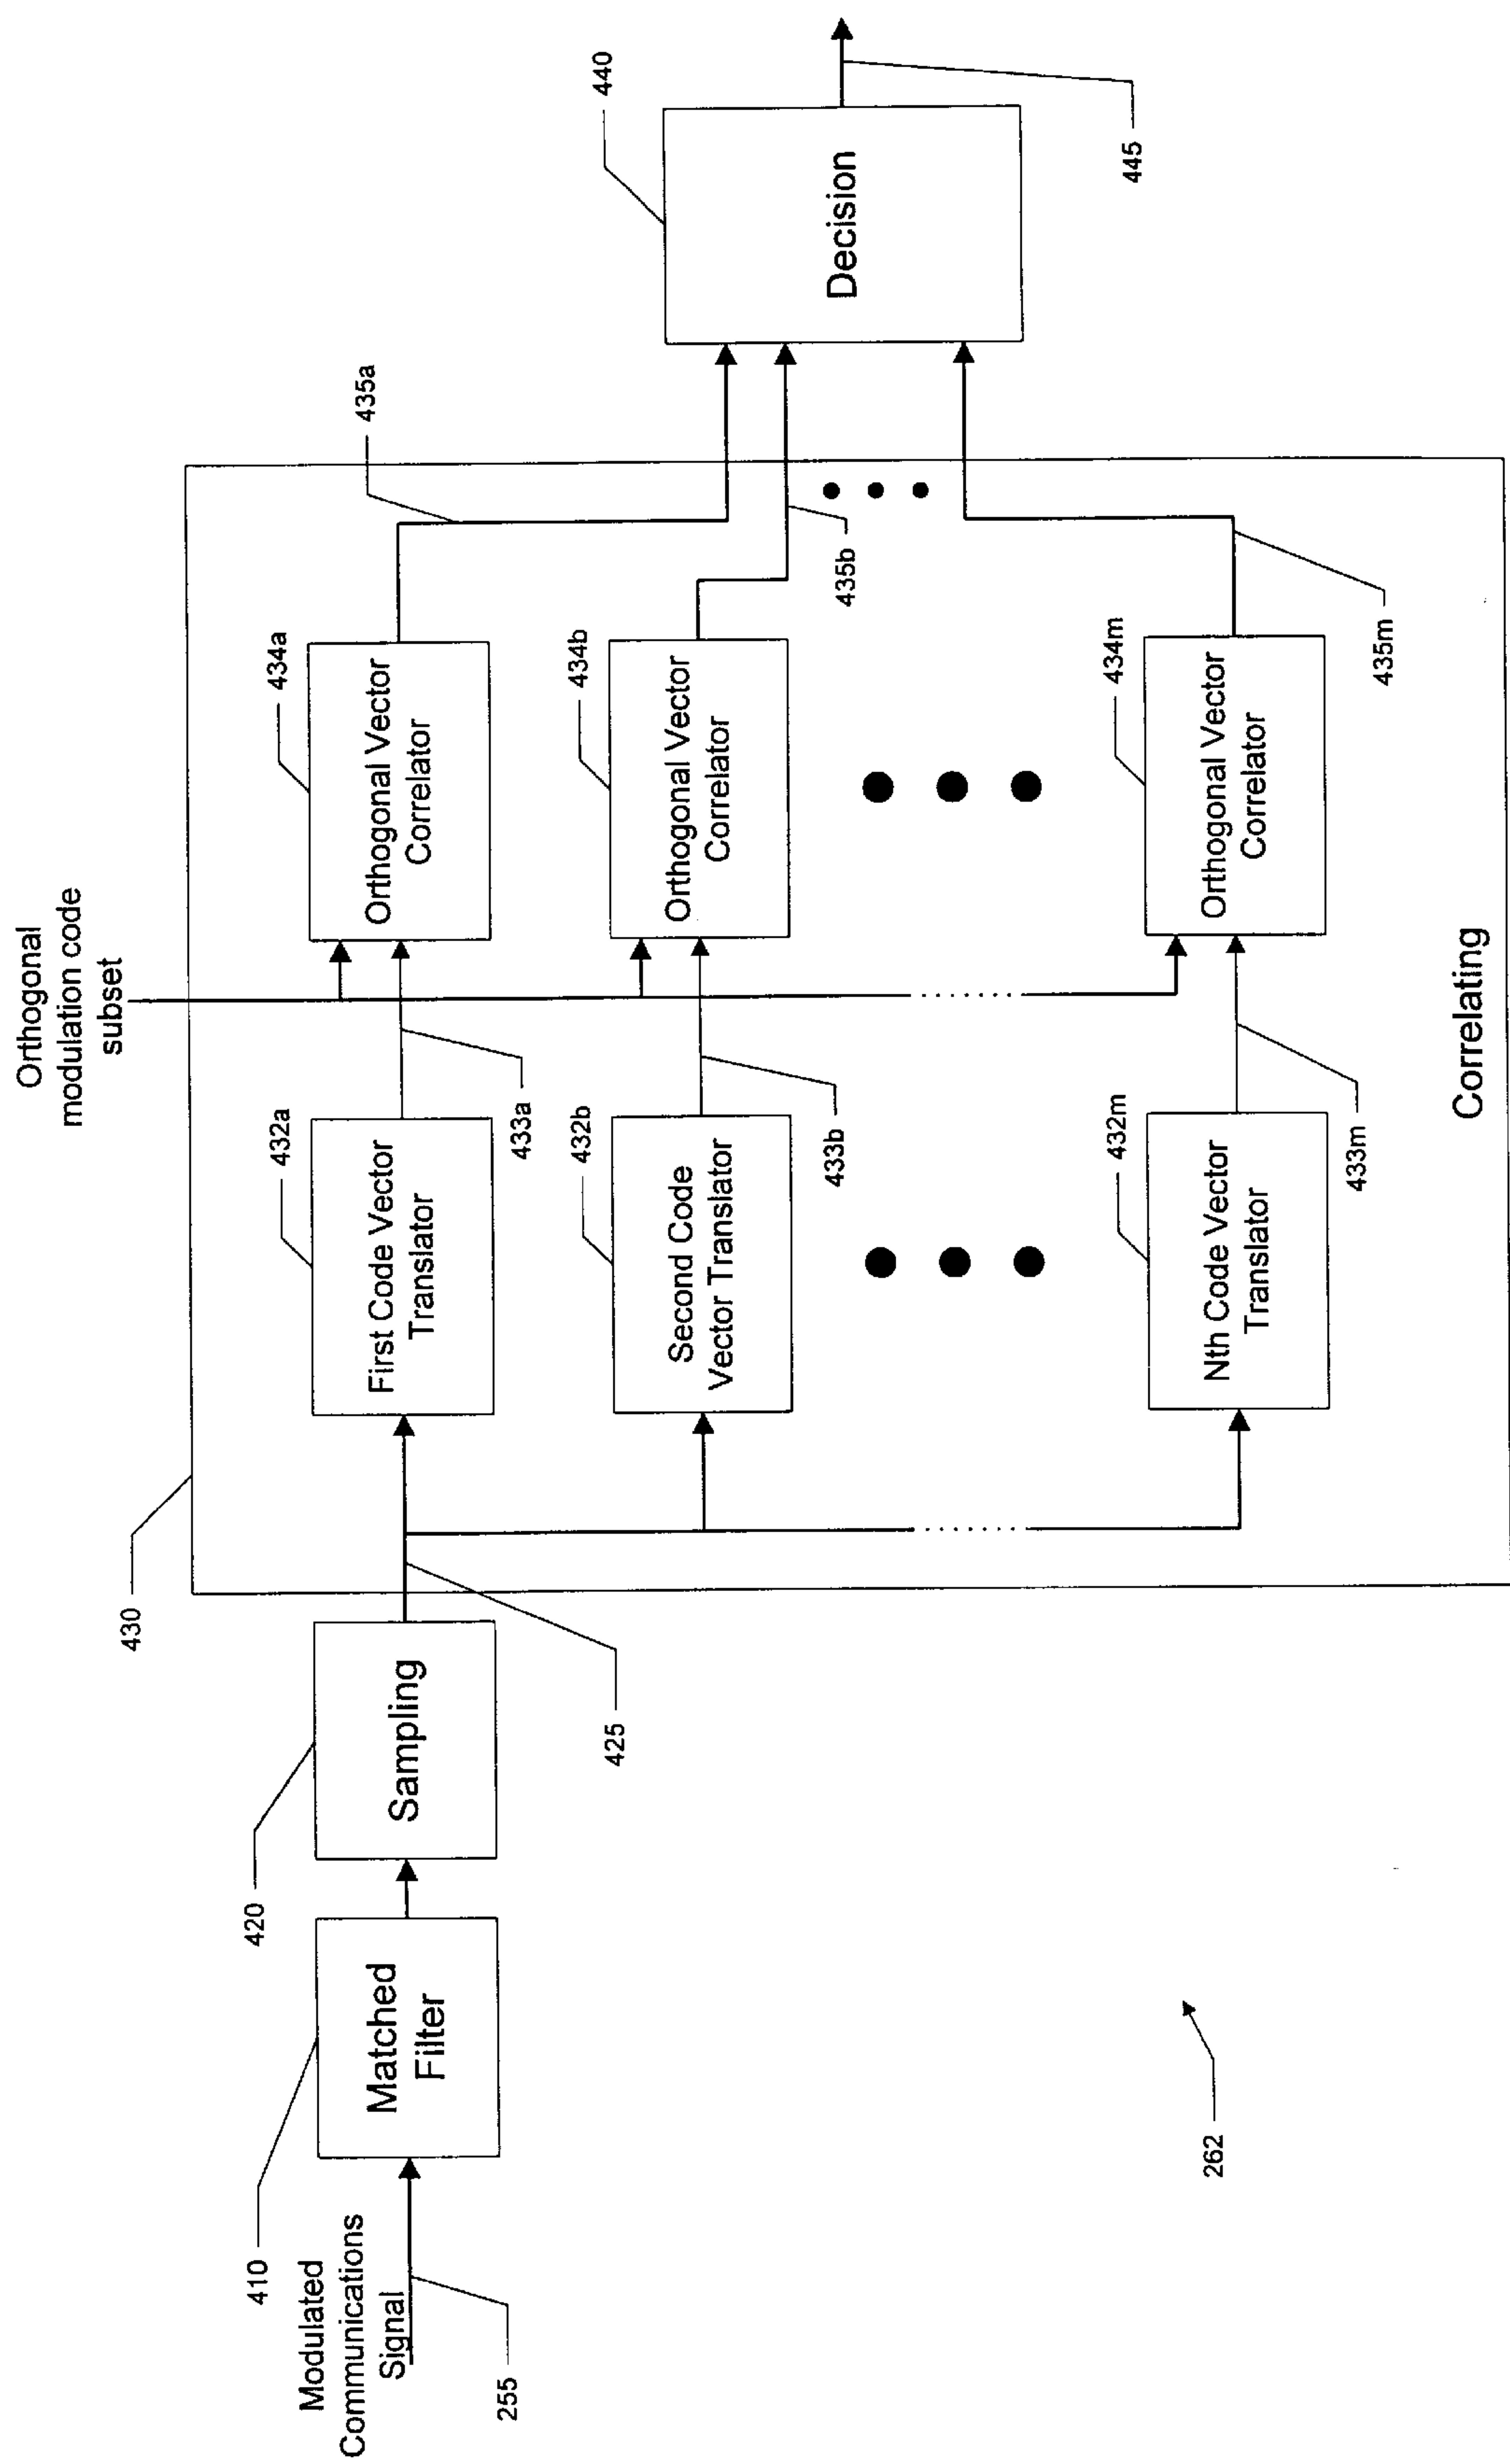 Orthogonal
modulation code
subset
430
432a
First Code Vector
Translator
433a
434a
Orthogonal Vector
Correlator
435a
432b
Second Code
Vector Translator
433b
434b
Orthogonal Vector
Correlator
435b
432m
Nth Code Vector
Translator
433m
434m
Orthogonal Vector
Correlator
435m
Correlating
440
Decision
445
Modulated
Communications
Signal
255
410
Matched
Filter
420
Sampling
425
262